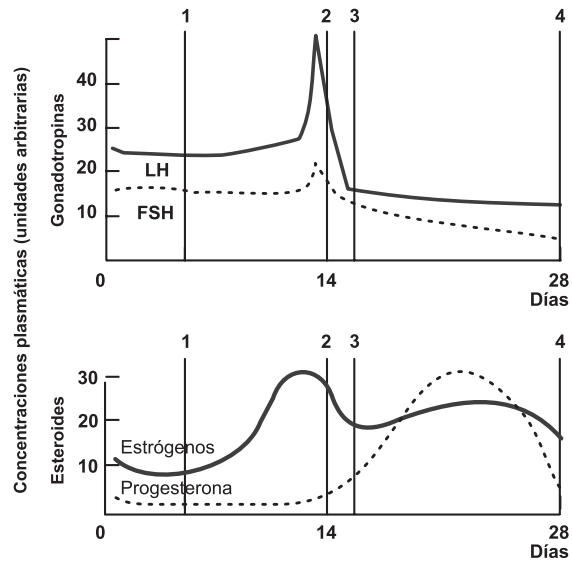 Concentraciones plasmáticas (unidades arbitrarias)
1 2 3 4
Gonadotropinas
40
30
20
10
LH
FSH
0 14 28
Días
1 2 3 4
Esteroides
30
20
10
Estrógenos
Progesterona
0 14 28
Días